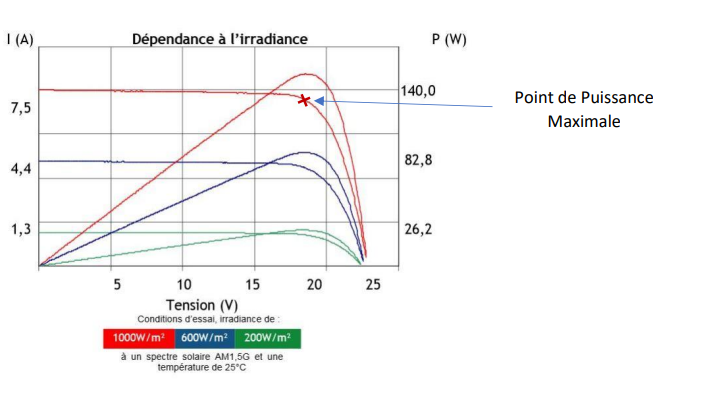 I (A)
Dépendance à l’irradiance
P (W)
140,0
Point de Puissance
Maximale
7,5
82,8
4,4
1,3
26,2
5
10
15
20
25
Tension (V)
Conditions d’essai, irradiance de :
1000W/m² 600W/m² 200W/m²
à un spectre solaire AM1,5G et une
température de 25°C